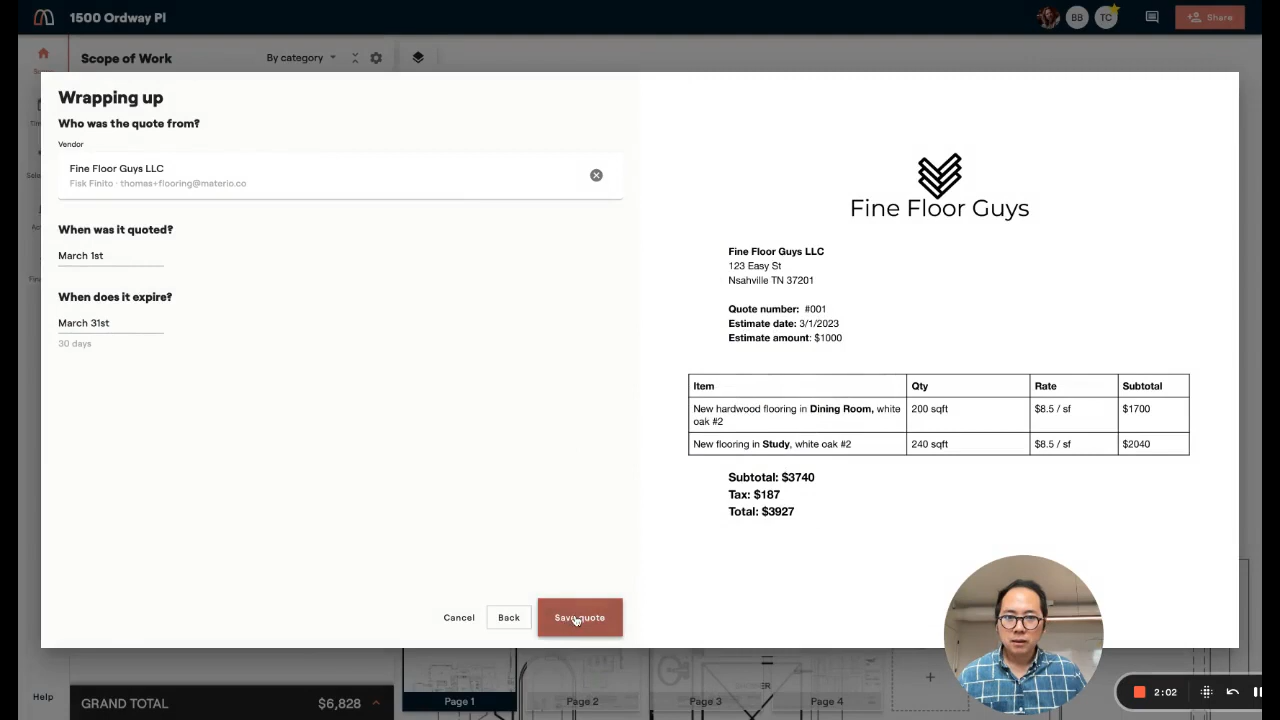 1500 Ordway Pl
BB
TC
Share
Scope of Work
By category
Wrapping up
Who was the quote from?
Vendor
Fine Floor Guys LLC
Fisk Finito · thomas+flooring@materio.co
When was it quoted?
March 1st
When does it expire?
March 31st
30 days
Cancel
Back
Save quote
Fine Floor Guys
Fine Floor Guys LLC
123 Easy St
Nsahville TN 37201
Quote number: #001
Estimate date: 3/1/2023
Estimate amount: $1000
Item Qty Rate Subtotal
New hardwood flooring in Dining Room, white
oak #2
200 sqft $8.5 / sf $1700
New flooring in Study, white oak #2 240 sqft $8.5 / sf $2040
Subtotal: $3740
Tax: $187
Total: $3927
Help
GRAND TOTAL $6,828
Page 1
Page 2
Page 3
Page 4
2:02